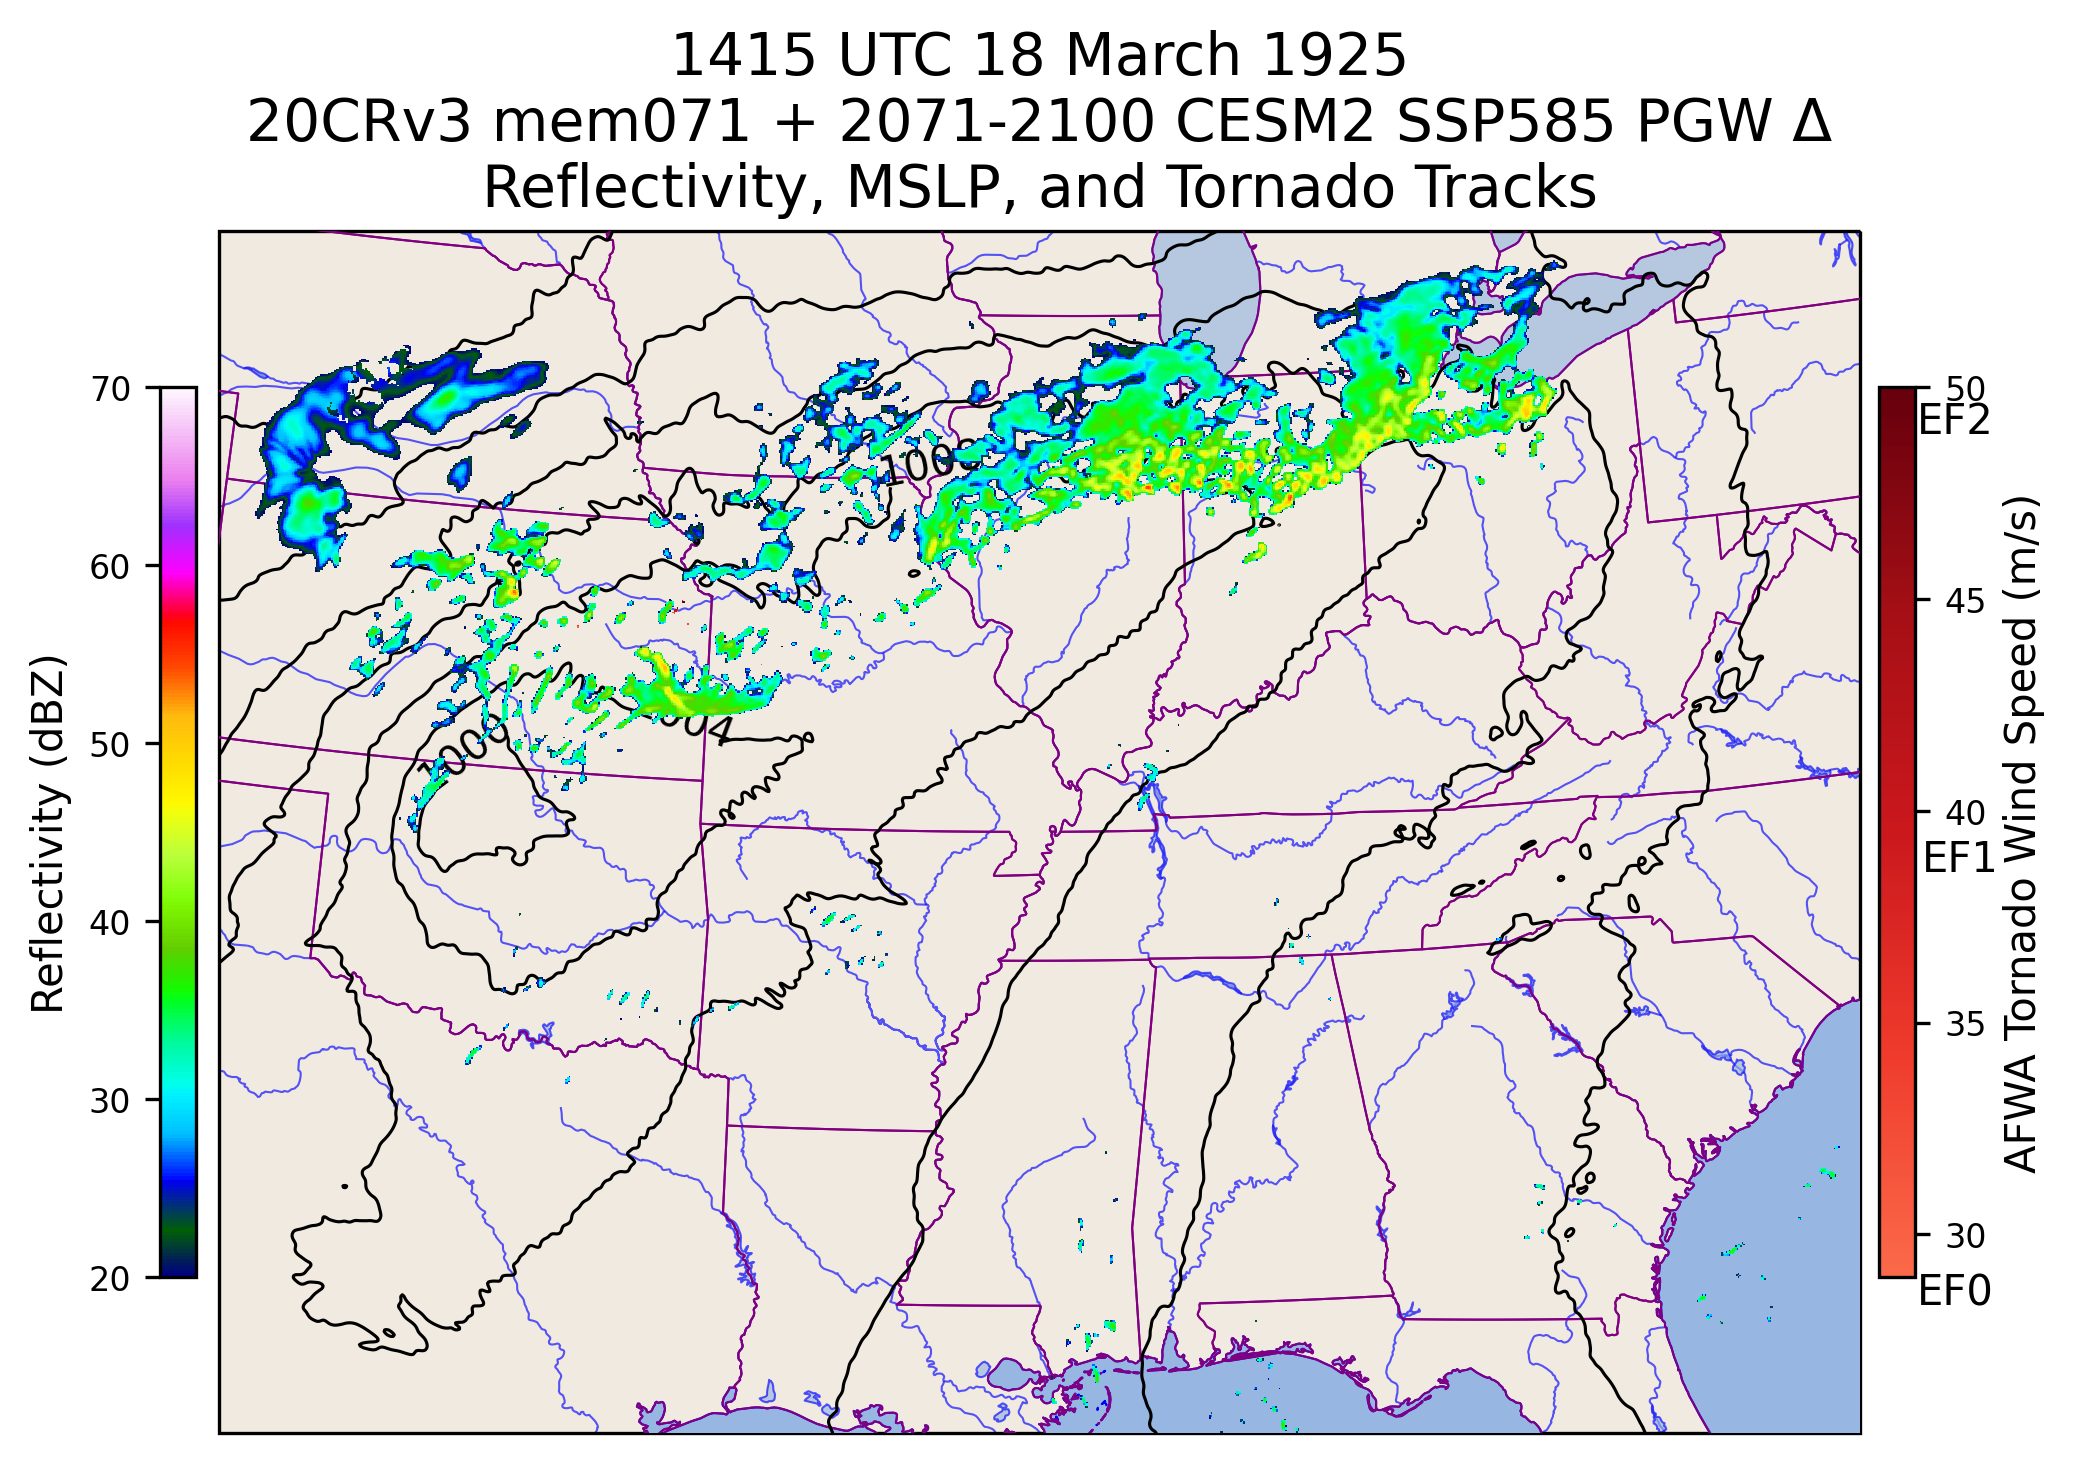 1415 UTC 18 March 1925
20CRv3 mem071 + 2071-2100 CESM2 SSP585 PGW Δ
Reflectivity, MSLP, and Tornado Tracks
Reflectivity (dBZ)
70
60
50
40
30
20
1000
50
EF2
45
40
EF1
35
30
EF0
AFWA Tornado Wind Speed (m/s)